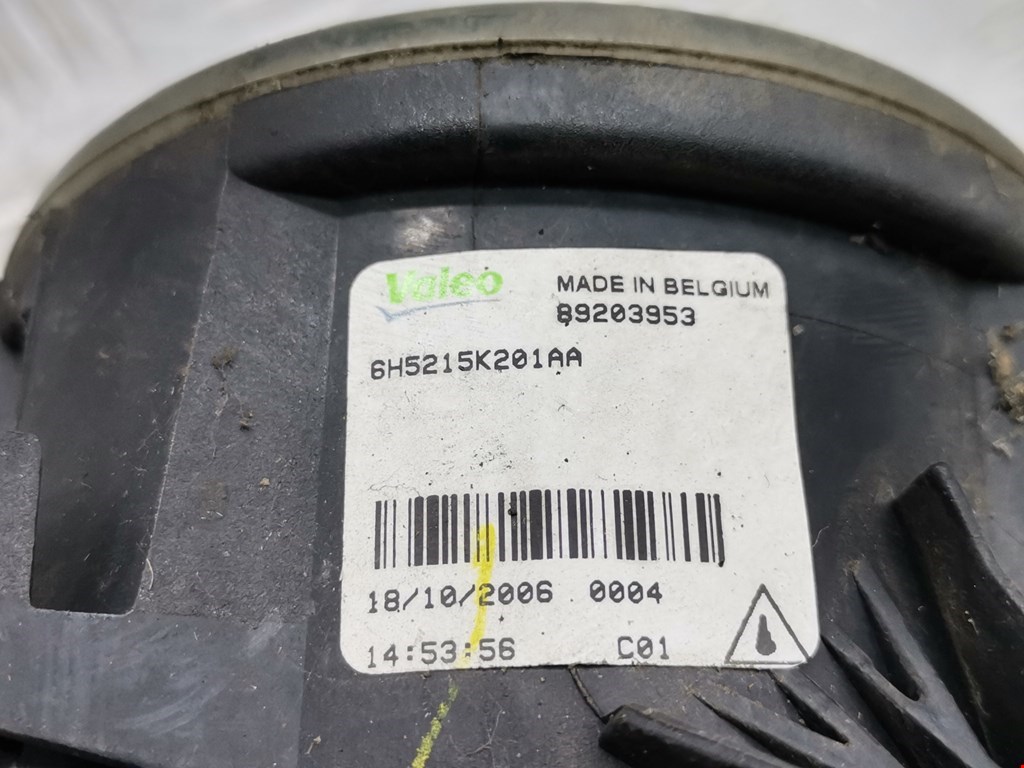 Valeo
MADE IN BELGIUM
89203953
6H5215K201AA
18/10/2006 0004
14:53:56 C01